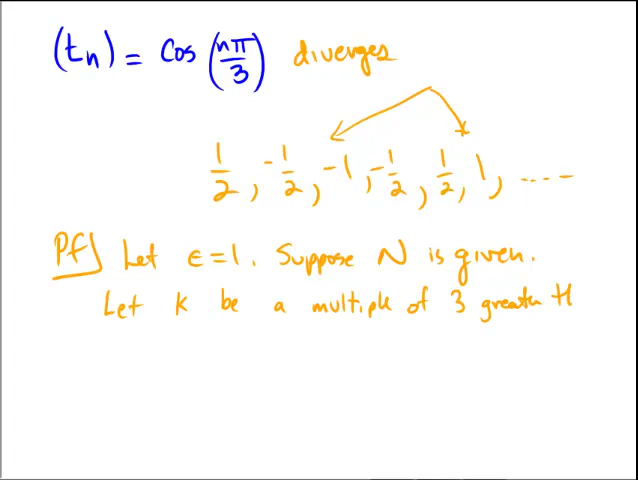 (tn) = cos (nπ/3) diverges
1/2, -1/2, -1, -1/2, 1/2, 1, ....
Pf) Let ε = 1. Suppose N is given.
Let K be a multiple of 3 greater th